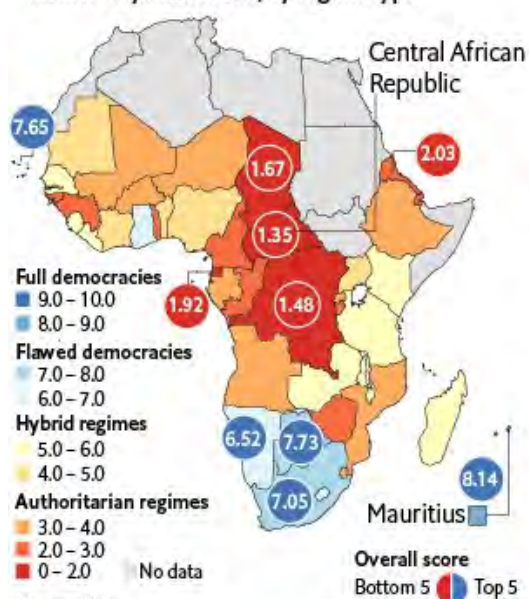 Central African
Republic
7.65
2.03
1.67
1.35
1.92
1.48
Full democracies
9.0 – 10.0
8.0 – 9.0
Flawed democracies
7.0 – 8.0
6.0 – 7.0
Hybrid regimes
5.0 – 6.0
4.0 – 5.0
Authoritarian regimes
3.0 – 4.0
2.0 – 3.0
0 – 2.0
No data
6.52
7.73
7.05
8.14
Mauritius
Overall score
Bottom 5 Top 5